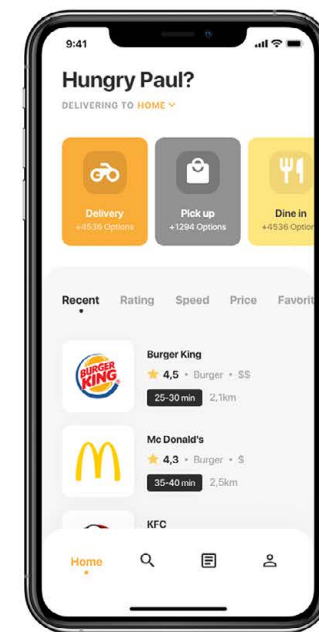 9:41
Hungry Paul?
DELIVERING TO HOME
Delivery
+4536 Options
Pick up
+1294 Options
Dine in
+4536 Option
Recent Rating Speed Price Favorit
BURGER KING
Burger King
4,5 • Burger • $$
25-30 min 2,1km
Mc Donald's
4,3 • Burger • $
35-40 min 2,5km
KFC
Home